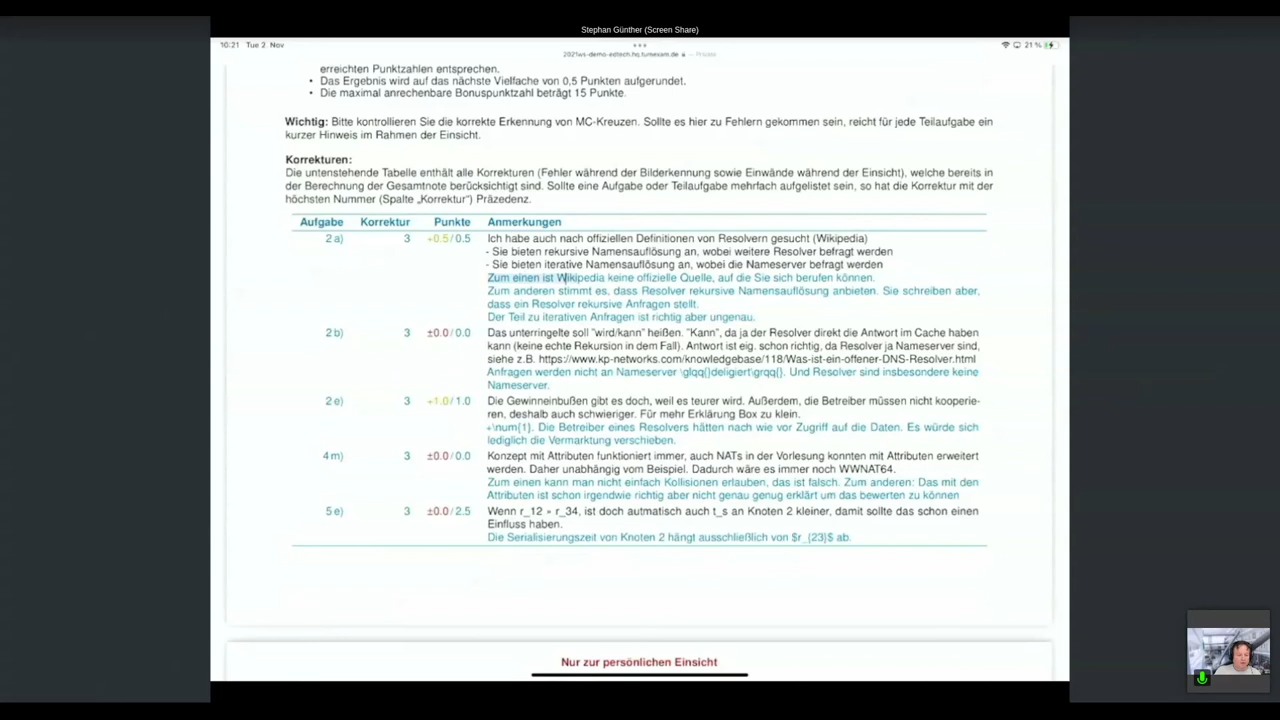 Stephan Günther (Screen Share)
10:21 Tue 2. Nov
2021ws-demo-edtech.hq.tumexam.de — Private
21 %
erreichten Punktzahlen entsprechen.
• Das Ergebnis wird auf das nächste Vielfache von 0,5 Punkten aufgerundet.
• Die maximal anrechenbare Bonuspunktzahl beträgt 15 Punkte.
Wichtig: Bitte kontrollieren Sie die korrekte Erkennung von MC-Kreuzen. Sollte es hier zu Fehlern gekommen sein, reicht für jede Teilaufgabe ein
kurzer Hinweis im Rahmen der Einsicht.
Korrekturen:
Die untenstehende Tabelle enthält alle Korrekturen (Fehler während der Bilderkennung sowie Einwände während der Einsicht), welche bereits in
der Berechnung der Gesamtnote berücksichtigt sind. Sollte eine Aufgabe oder Teilaufgabe mehrfach aufgelistet sein, so hat die Korrektur mit der
höchsten Nummer (Spalte „Korrektur“) Präzedenz.
Aufgabe Korrektur Punkte Anmerkungen
2 a) 3 +0.5/0.5 Ich habe auch nach offiziellen Definitionen von Resolvern gesucht (Wikipedia)
- Sie bieten rekursive Namensauflösung an, wobei weitere Resolver befragt werden
- Sie bieten iterative Namensauflösung an, wobei die Nameserver befragt werden
Zum einen ist Wikipedia keine offizielle Quelle, auf die Sie sich berufen können.
Zum anderen stimmt es, dass Resolver rekursive Namensauflösung anbieten. Sie schreiben aber,
dass ein Resolver rekursive Anfragen stellt.
Der Teil zu iterativen Anfragen ist richtig aber ungenau.
2 b) 3 ±0.0/0.0 Das unterringelte soll "wird/kann" heißen. "Kann", da ja der Resolver direkt die Antwort im Cache haben
kann (keine echte Rekursion in dem Fall). Antwort ist eig. schon richtig, da Resolver ja Nameserver sind,
siehe z.B. https://www.kp-networks.com/knowledgebase/118/Was-ist-ein-offener-DNS-Resolver.html
Anfragen werden nicht an Nameserver \glqq{}deligiert\grqq{}. Und Resolver sind insbesondere keine
Nameserver.
2 e) 3 +1.0/1.0 Die Gewinneinbußen gibt es doch, weil es teurer wird. Außerdem, die Betreiber müssen nicht kooperie-
ren, deshalb auch schwieriger. Für mehr Erklärung Box zu klein.
+\num{1}. Die Betreiber eines Resolvers hätten nach wie vor Zugriff auf die Daten. Es würde sich
lediglich die Vermarktung verschieben.
4 m) 3 ±0.0/0.0 Konzept mit Attributen funktioniert immer, auch NATs in der Vorlesung konnten mit Attributen erweitert
werden. Daher unabhängig vom Beispiel. Dadurch wäre es immer noch WWNAT64.
Zum einen kann man nicht einfach Kollisionen erlauben, das ist falsch. Zum anderen: Das mit den
Attributen ist schon irgendwie richtig aber nicht genau genug erklärt um das bewerten zu können
5 e) 3 ±0.0/2.5 Wenn r_12 » r_34, ist doch autmatisch auch t_s an Knoten 2 kleiner, damit sollte das schon einen
Einfluss haben.
Die Serialisierungszeit von Knoten 2 hängt ausschließlich von $r_{23}$ ab.
Nur zur persönlichen Einsicht